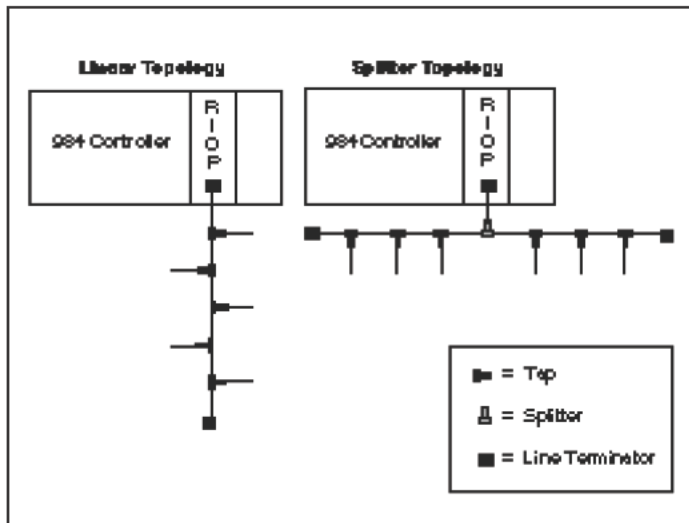 Linear Topology
Splitter Topology
984 Controller
R
I
O
P
984 Controller
R
I
O
P
= Tap
= Splitter
= Line Terminator